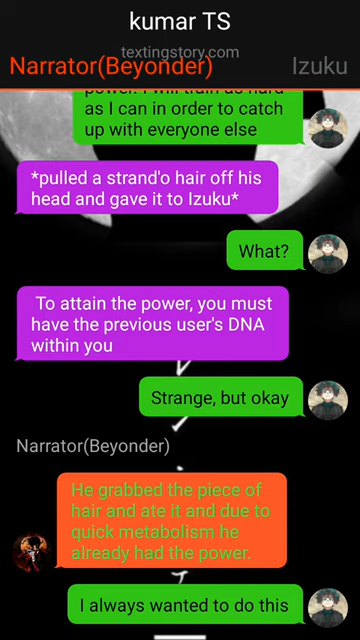 kumar TS
textingstory.com
Narrator(Beyonder)
Izuku
power. I will train as hard
as I can in order to catch
up with everyone else
*pulled a strand'o hair off his
head and gave it to Izuku*
What?
To attain the power, you must
have the previous user's DNA
within you
Strange, but okay
Narrator(Beyonder)
He grabbed the piece of
hair and ate it and due to
quick metabolism he
already had the power.
I always wanted to do this